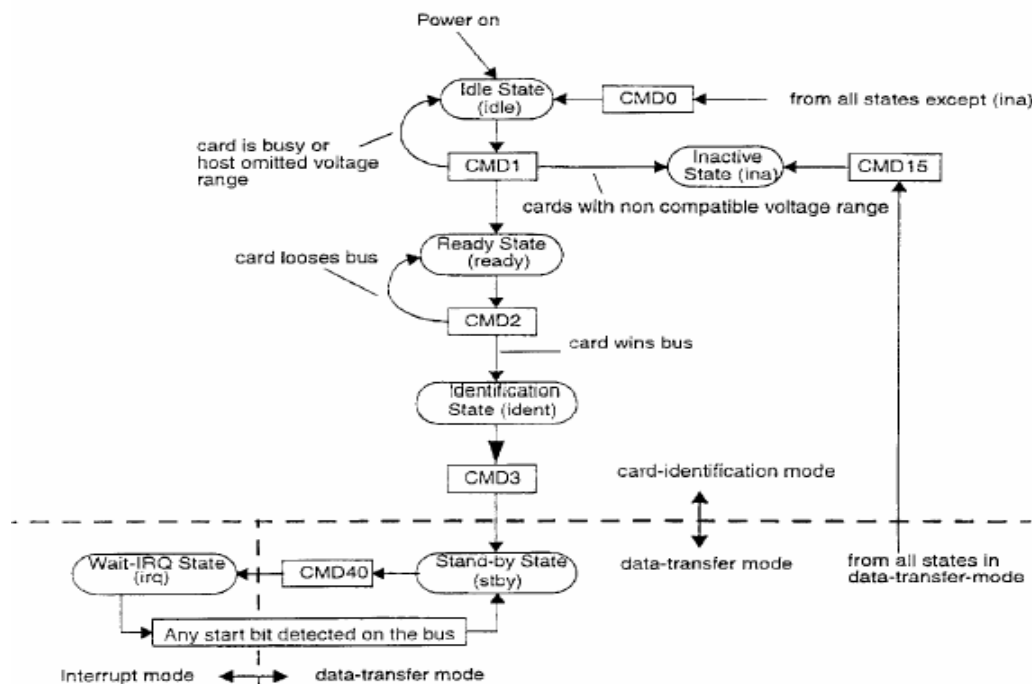 Power on
Idle State
(idle)
CMD0
from all states except (ina)
card is busy or
host omitted voltage
range
CMD1
Inactive
State (ina)
CMD15
cards with non compatible voltage range
Ready State
(ready)
card looses bus
CMD2
card wins bus
Identification
State (ident)
CMD3
card-identification mode
Wait-IRQ State
(irq)
CMD40
Stand-by State
(stby)
data-transfer mode
from all states in
data-transfer-mode
Any start bit detected on the bus
Interrupt mode
data-transfer mode